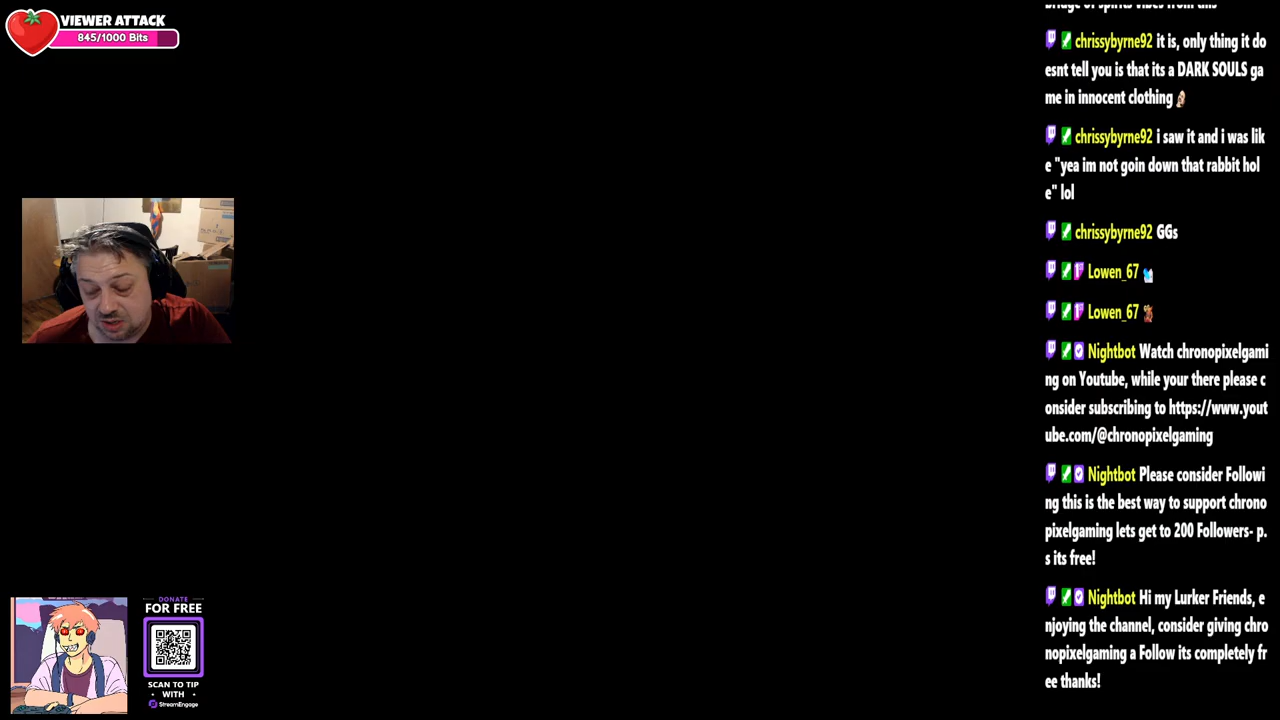 VIEWER ATTACK
845/1000 Bits
chrissybyrne92 it is, only thing it do
esnt tell you is that its a DARK SOULS ga
me in innocent clothing
chrissybyrne92 i saw it and i was lik
e "yea im not goin down that rabbit hol
e" lol
chrissybyrne92 GGs
Lowen_67
Lowen_67
Nightbot Watch chronopixelgami
ng on Youtube, while your there please c
onsider subscribing to https://www.yout
ube.com/@chronopixelgaming
Nightbot Please consider Followi
ng this is the best way to support chrono
pixelgaming lets get to 200 Followers- p.
s its free!
Nightbot Hi my Lurker Friends, e
njoying the channel, consider giving chro
nopixelgaming a Follow its completely fr
ee thanks!
DONATE
FOR FREE
SCAN TO TIP
WITH
StreamEngage